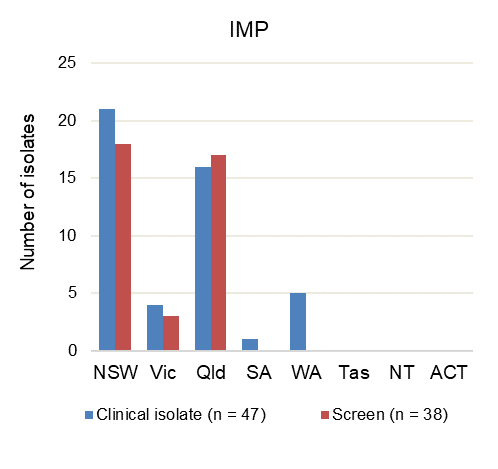 IMP
25
20
15
10
5
0
Number of isolates
NSW Vic Qld SA WA Tas NT ACT
Clinical isolate (n = 47) Screen (n = 38)